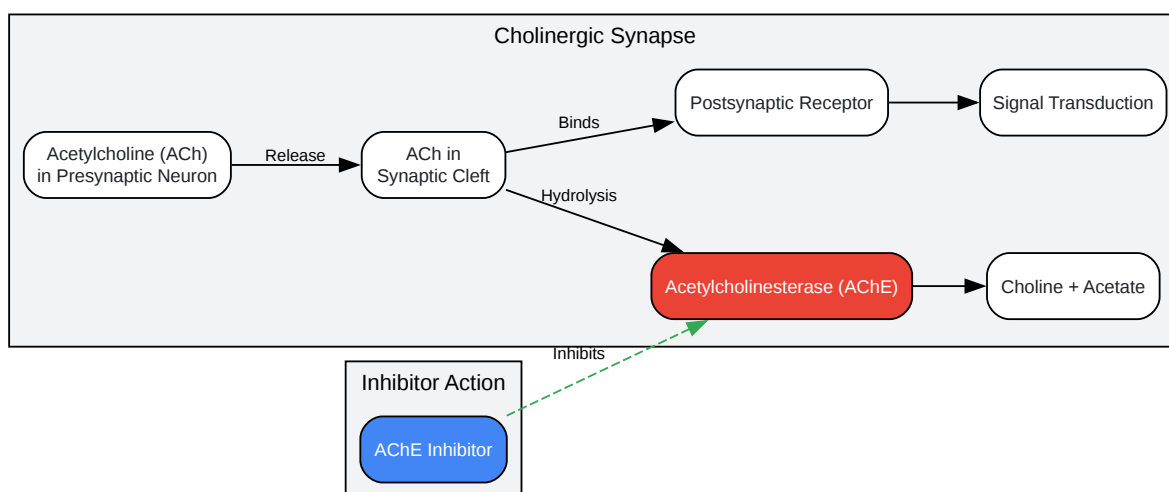 Cholinergic Synapse
Acetylcholine (ACh)
in Presynaptic Neuron
Release
ACh in
Synaptic Cleft
Binds
Postsynaptic Receptor
Signal Transduction
Hydrolysis
Acetylcholinesterase (AChE)
Choline + Acetate
Inhibits
Inhibitor Action
AChE Inhibitor